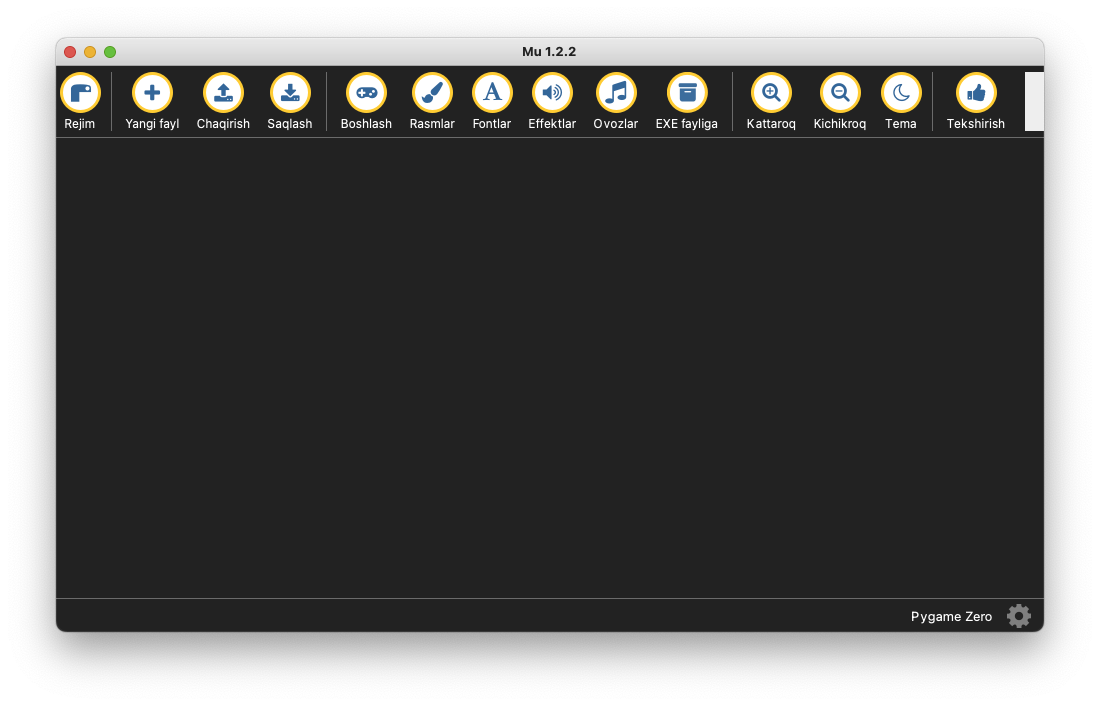 Mu 1.2.2
Rejim Yangi fayl Chaqirish Saqlash Boshlash Rasmlar Fontlar Effektlar Ovozlar EXE fayliga Kattaroq Kichikroq Tema Tekshirish
Pygame Zero